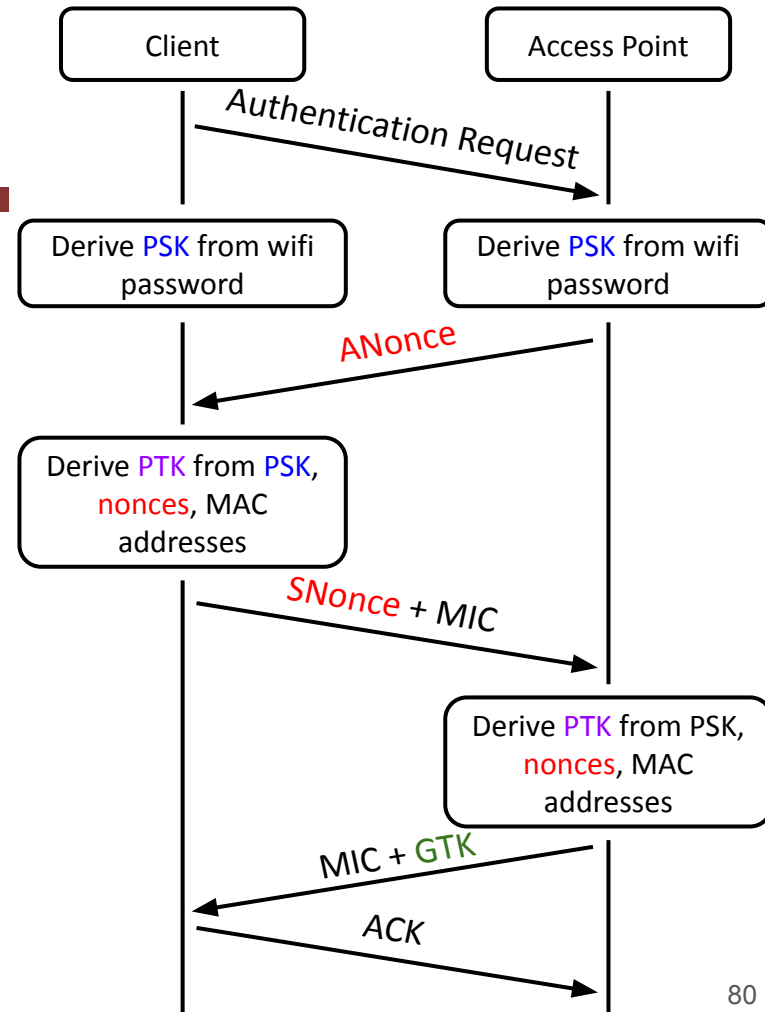 Client
Access Point
Authentication Request
Derive PSK from wifi
password
Derive PSK from wifi
password
ANonce
Derive PTK from PSK,
nonces, MAC
addresses
SNonce + MIC
Derive PTK from PSK,
nonces, MAC
addresses
MIC + GTK
ACK
80